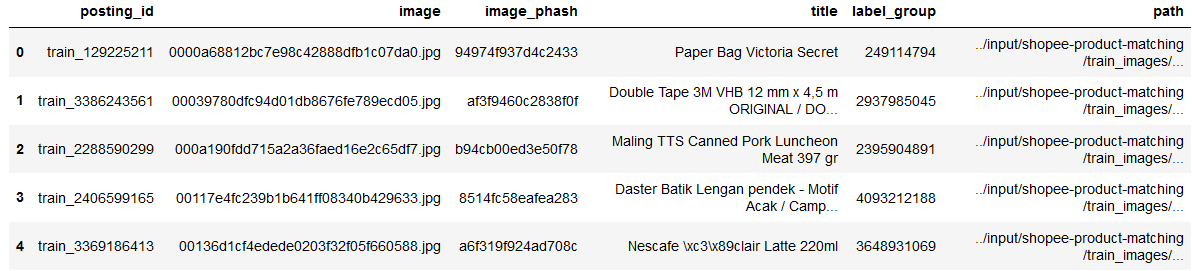 posting_id image image_phash title label_group path
0 train_129225211 0000a68812bc7e98c42888dfb1c07da0.jpg 94974f937d4c2433 Paper Bag Victoria Secret 249114794 ../input/shopee-product-matching
/train_images/...
1 train_3386243561 00039780dfc94d01db8676fe789ecd05.jpg af3f9460c2838f0f Double Tape 3M VHB 12 mm x 4,5 m
ORIGINAL / DO... 2937985045 ../input/shopee-product-matching
/train_images/...
2 train_2288590299 000a190fdd715a2a36faed16e2c65df7.jpg b94cb00ed3e50f78 Maling TTS Canned Pork Luncheon
Meat 397 gr 2395904891 ../input/shopee-product-matching
/train_images/...
3 train_2406599165 00117e4fc239b1b641ff08340b429633.jpg 8514fc58eafea283 Daster Batik Lengan pendek - Motif
Acak / Camp... 4093212188 ../input/shopee-product-matching
/train_images/...
4 train_3369186413 00136d1cf4edede0203f32f05f660588.jpg a6f319f924ad708c Nescafe \xc3\x89clair Latte 220ml 3648931069 ../input/shopee-product-matching
/train_images/...